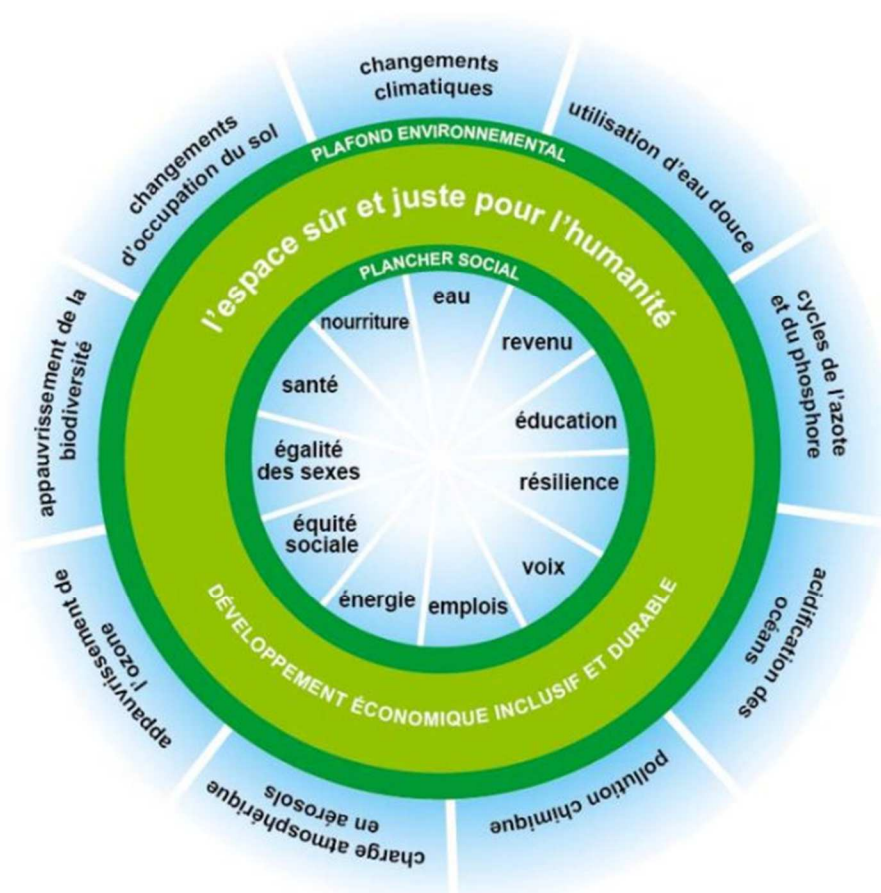 changements
climatiques
utilisation d'eau douce
cycles de l'azote
et du phosphore
acidification des
océans
pollution chimique
charge atmosphérique
en aérosols
appauvrissement de
l'ozone
appauvrissement de la
biodiversité
changements
d'occupation du sol
PLAFOND ENVIRONNEMENTAL
l'espace sûr et juste pour l'humanité
PLANCHER SOCIAL
eau
revenu
éducation
résilience
voix
emplois
énergie
équité
sociale
égalité
des sexes
santé
nourriture
DÉVELOPPEMENT ÉCONOMIQUE INCLUSIF ET DURABLE